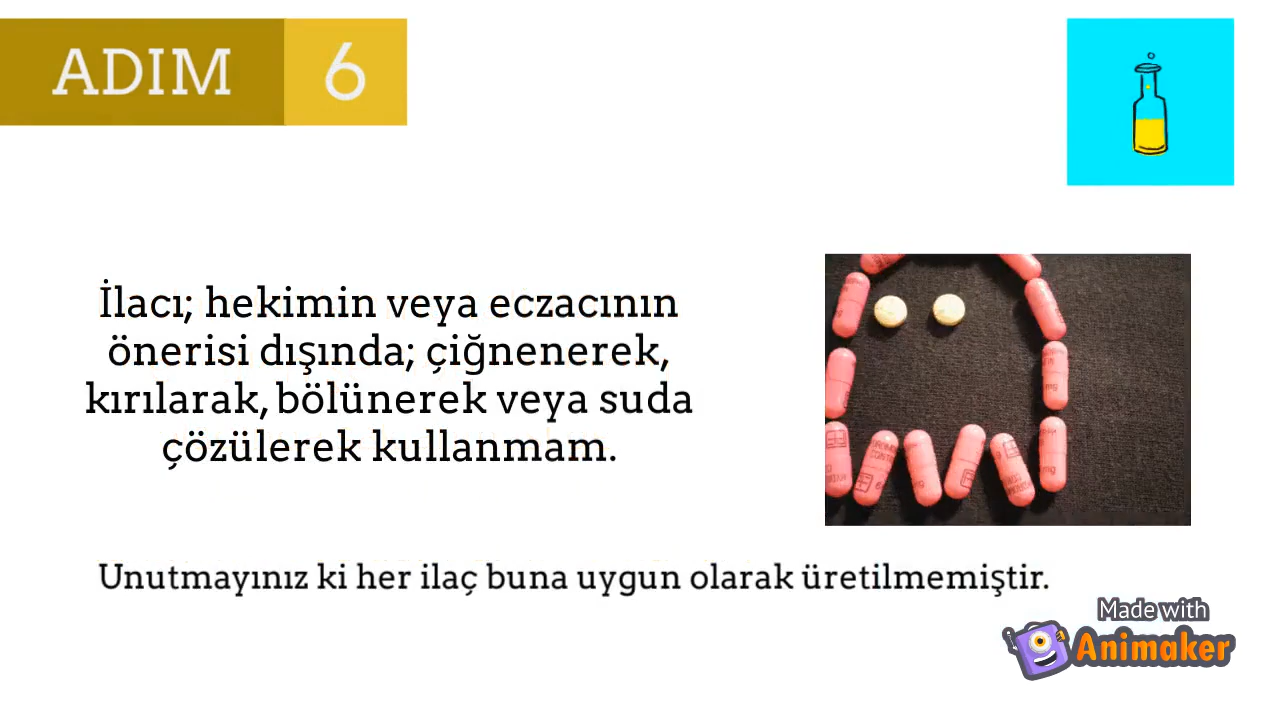 ADIM 6
İlacı; hekimin veya eczacının
önerisi dışında; çiğnenerek,
kırılarak, bölünerek veya suda
çözülerek kullanmam.
Unutmayınız ki her ilaç buna uygun olarak üretilmemiştir.
Made with
Animaker